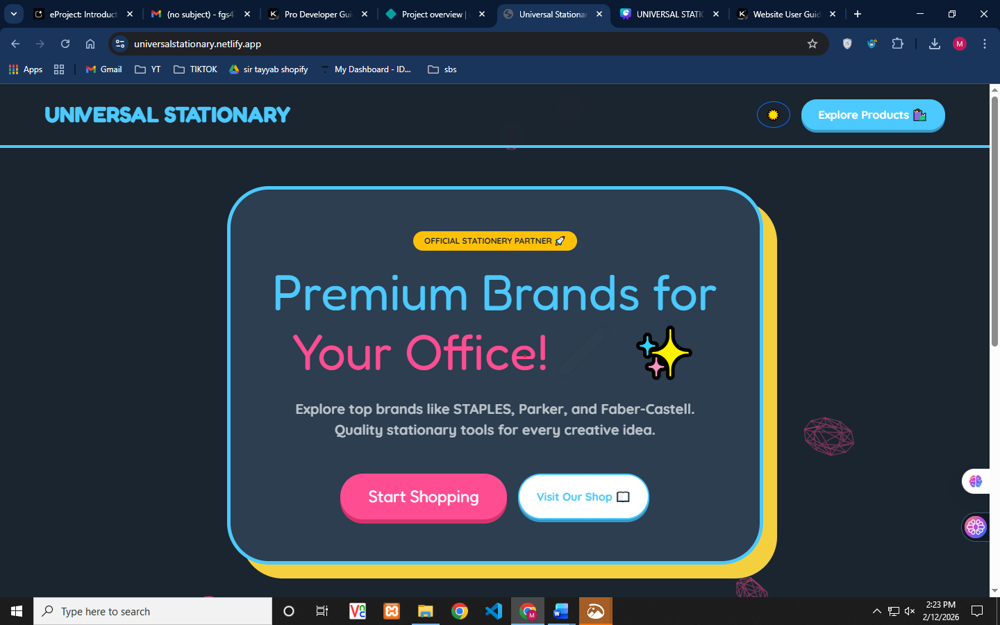 eProject: Introduct
(no subject) - fgs4
Pro Developer Gui
Project overview |
Universal Stationar
UNIVERSAL STATIO
Website User Guid
universalstationary.netlify.app
M
Apps
Gmail
YT
TIKTOK
sir tayyab shopify
My Dashboard - ID...
sbs
UNIVERSAL STATIONARY
Explore Products
OFFICIAL STATIONERY PARTNER
Premium Brands for
Your Office!
Explore top brands like STAPLES, Parker, and Faber-Castell.
Quality stationary tools for every creative idea.
Start Shopping
Visit Our Shop
Type here to search
2:23 PM
2/12/2026